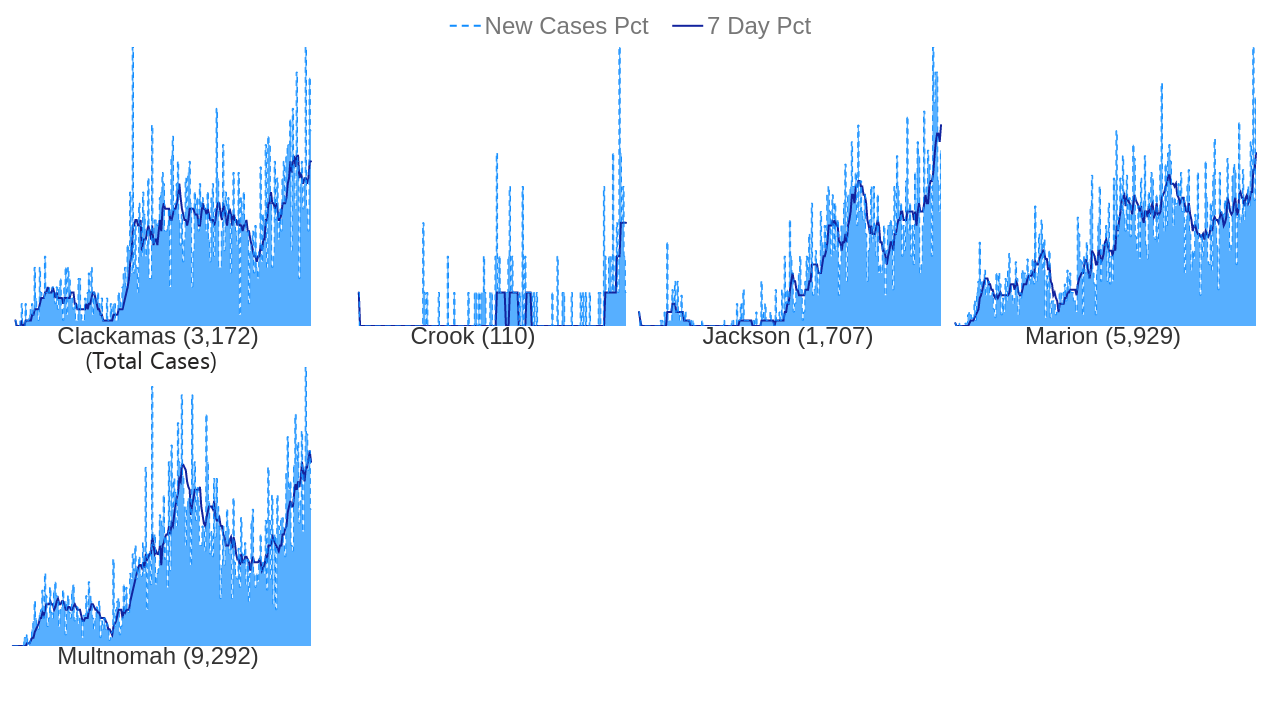 New Cases Pct 7 Day Pct
Clackamas (3,172) Crook (110) Jackson (1,707) Marion (5,929)
(Total Cases)
Multnomah (9,292)